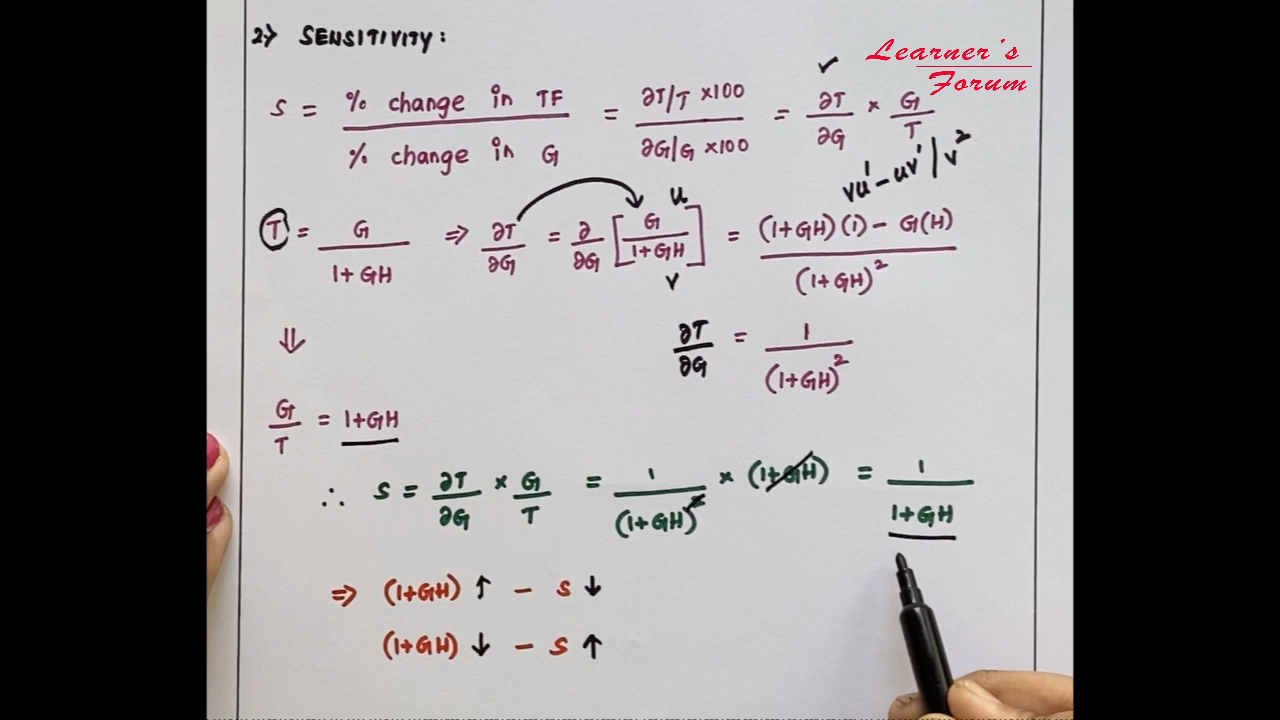 Learner's
Forum
2⇒ SENSITIVITY:
S = % change in TF / % change in G = ∂T/T ×100 / ∂G/G ×100 = ∂T/∂G × G/T ✓
vu' - uv' / v²
T = G / 1+GH ⇒ ∂T/∂G = ∂/∂G [G / 1+GH] u v = (1+GH)(1) - G(H) / (1+GH)²
⇓ ∂T/∂G = 1 / (1+GH)²
G/T = 1+GH
∴ S = ∂T/∂G × G/T = 1 / (1+GH)² × (1+GH) = 1 / 1+GH
⇒ (1+GH) ↑ - S ↓
(1+GH) ↓ - S ↑